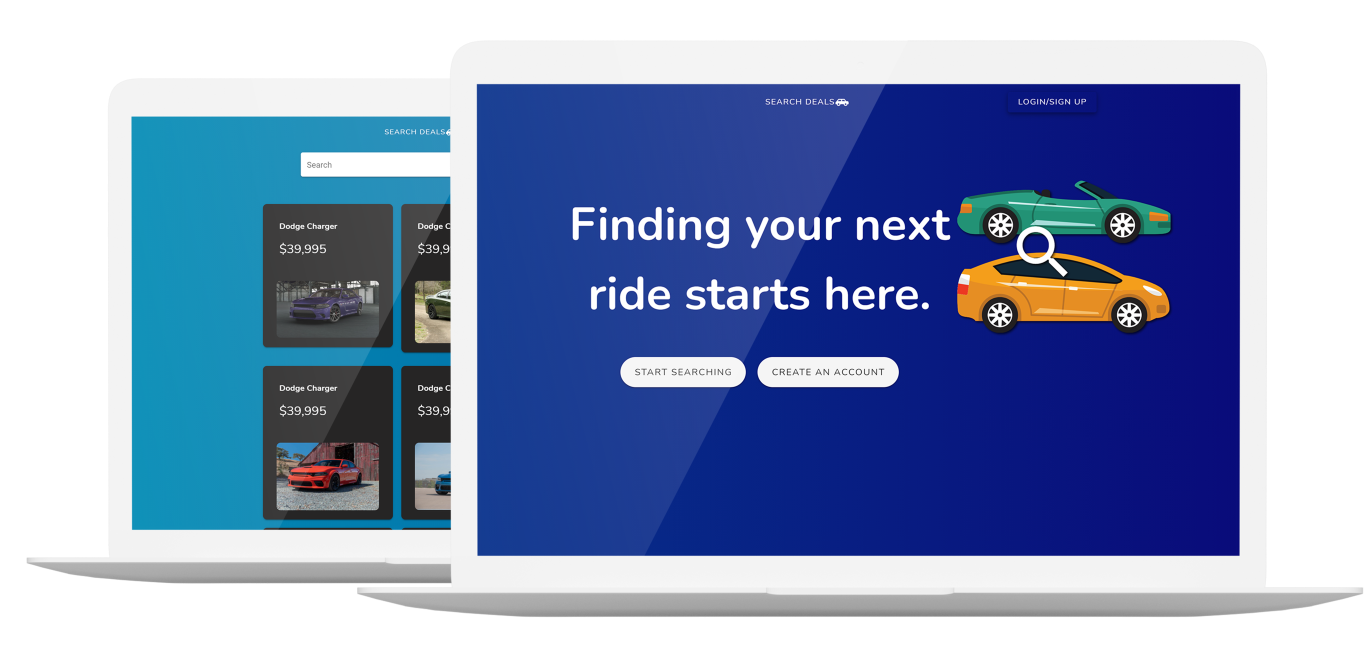 SEARCH DEALS
Search
Dodge Charger
$39,995
Dodge C
$39,9
Dodge Charger
$39,995
Dodge C
$39,9
SEARCH DEALS
LOGIN/SIGN UP
Finding your next
ride starts here.
START SEARCHING
CREATE AN ACCOUNT